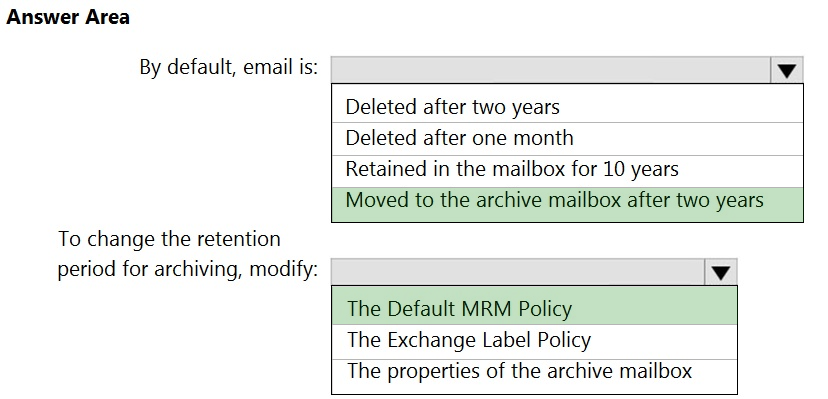 Answer Area
By default, email is:
Deleted after two years
Deleted after one month
Retained in the mailbox for 10 years
Moved to the archive mailbox after two years
To change the retention
period for archiving, modify:
The Default MRM Policy
The Exchange Label Policy
The properties of the archive mailbox